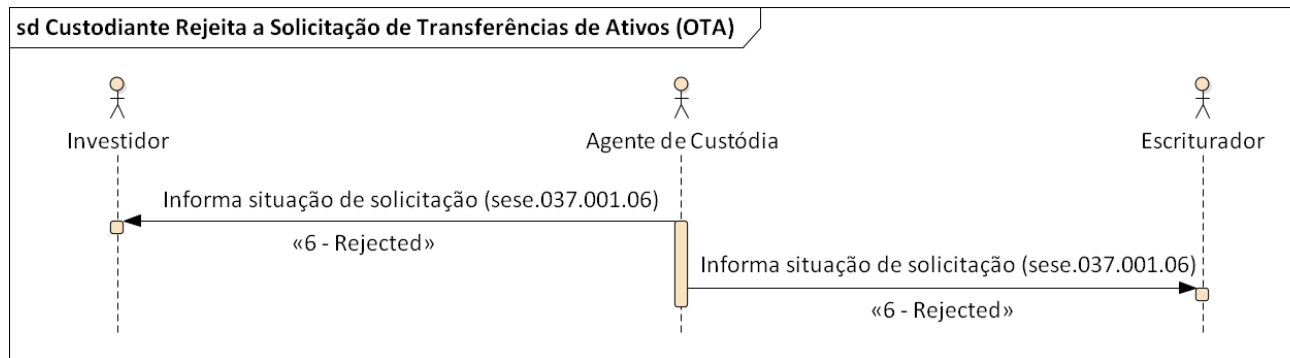 sd Custodiante Rejeita a Solicitação de Transferências de Ativos (OTA)
Investidor
Agente de Custódia
Escriturador
Informa situação de solicitação (sese.037.001.06)
«6 - Rejected»
Informa situação de solicitação (sese.037.001.06)
«6 - Rejected»